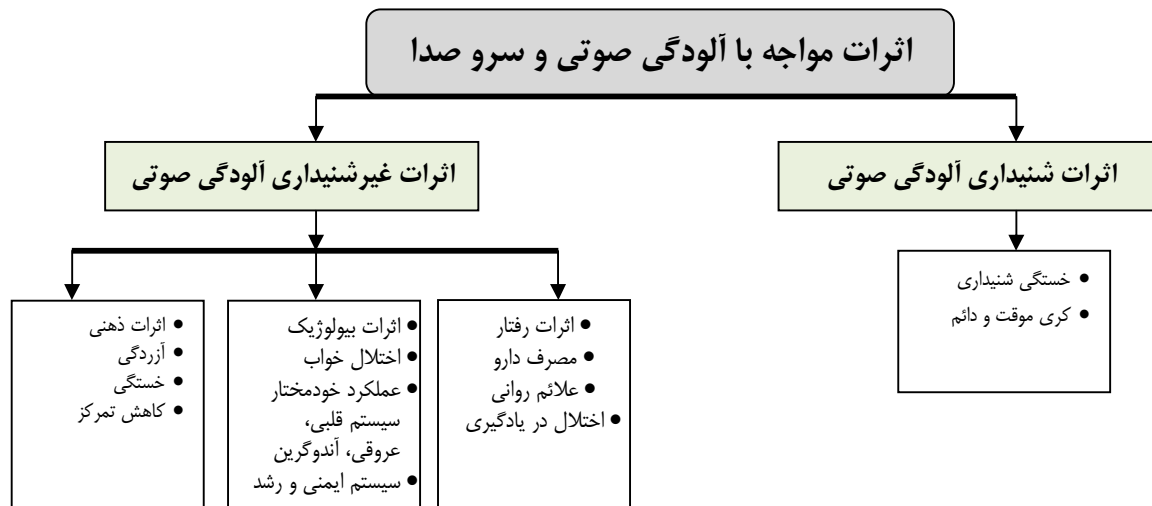 اثرات مواجه با آلودگی صوتی و سرو صدا
اثرات شنیداری آلودگی صوتی
اثرات غیرشنیداری آلودگی صوتی
• خستگی شنیداری
• کری موقت و دائم
• اثرات رفتار
• مصرف دارو
• علائم روانی
• اختلال در یادگیری
• اثرات بیولوژیک
• اختلال خواب
• عملکرد خودمختار
سیستم قلبی،
عروقی، آندوگرین
• سیستم ایمنی و رشد
• اثرات ذهنی
• آزردگی
• خستگی
• کاهش تمرکز